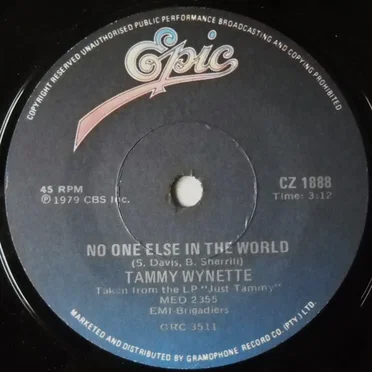 COPYRIGHT RESERVED UNAUTHORISED PUBLIC PERFORMANCE BROADCASTING AND COPYING PROHIBITED
Epic
45 RPM
℗ 1979 CBS Inc.
CZ 1888
Time: 3:12
NO ONE ELSE IN THE WORLD
(S. Davis, B. Sherrill)
TAMMY WYNETTE
Taken from the LP "Just Tammy"
MED 2355
EMI-Brigadiers
GRC 3511
MARKETED AND DISTRIBUTED BY GRAMOPHONE RECORD CO. (PTY.) LTD.